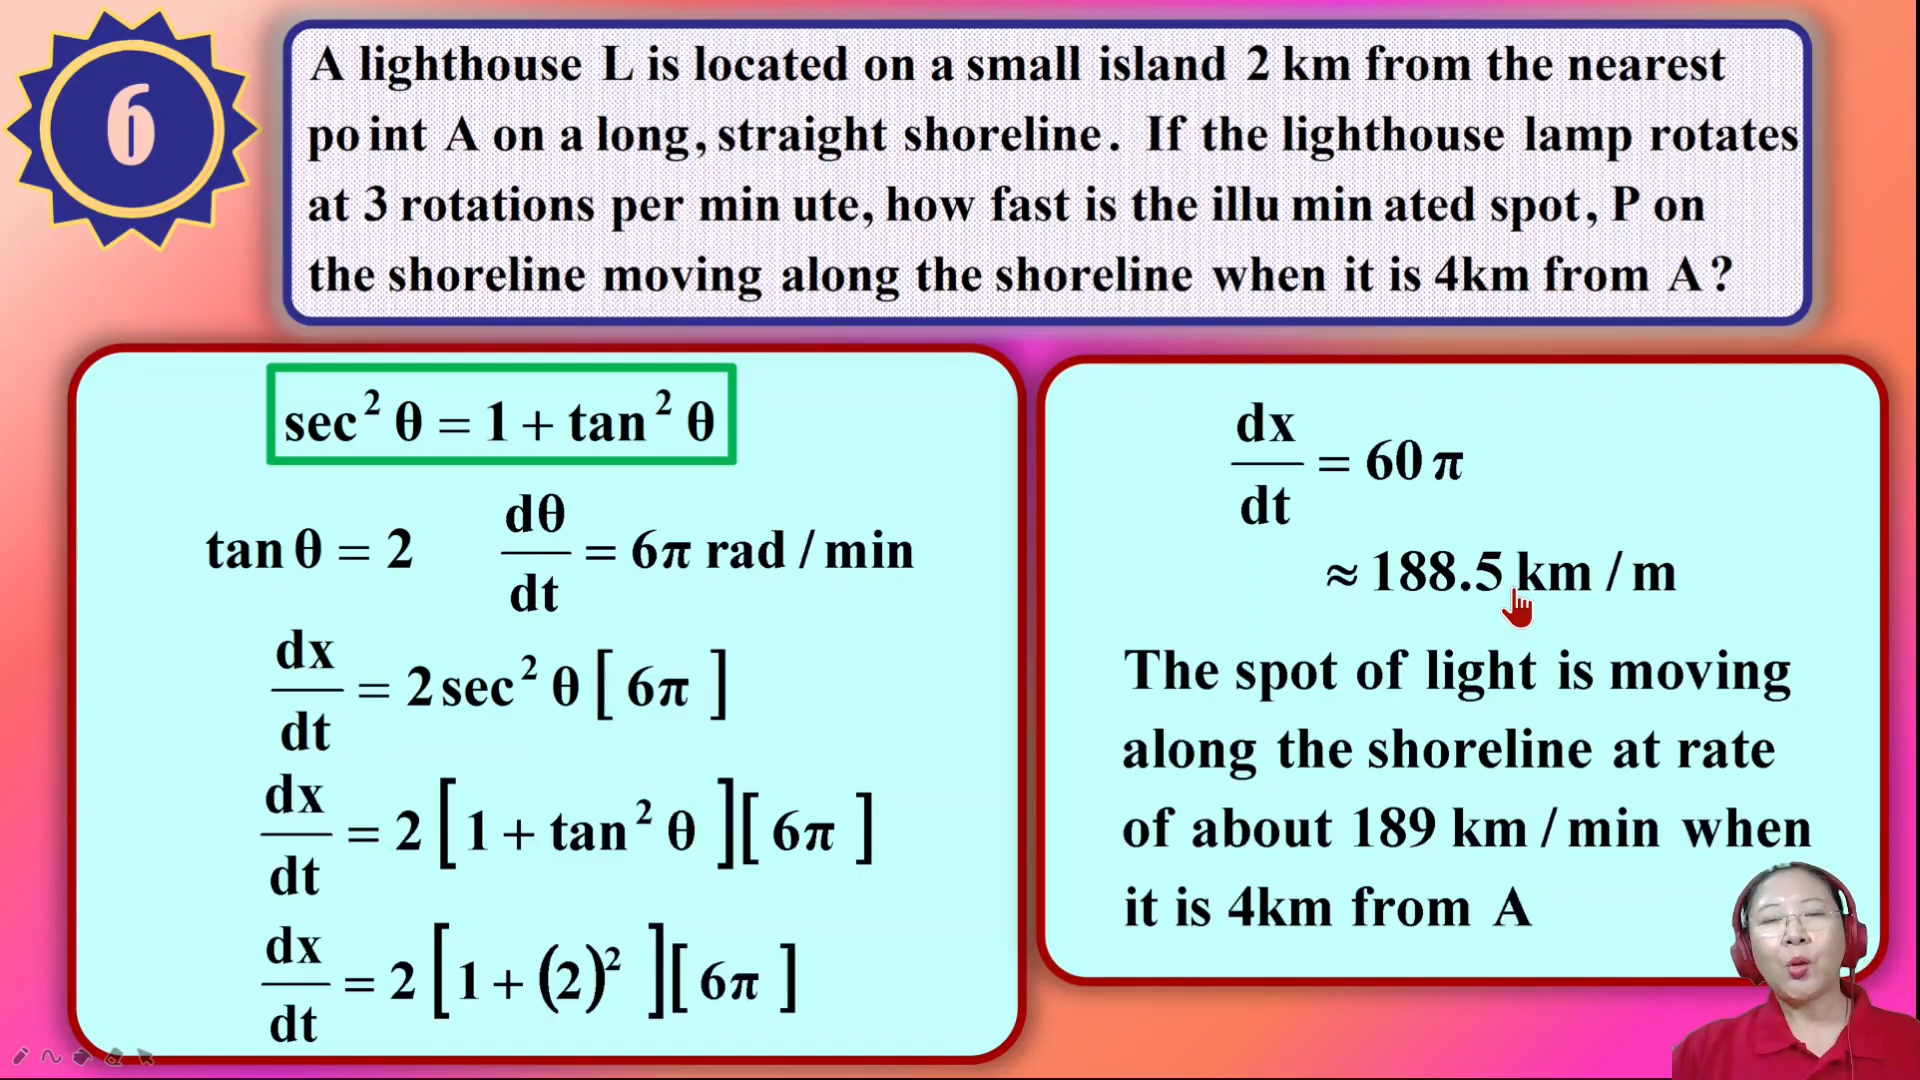 6
A lighthouse L is located on a small island 2 km from the nearest
po int A on a long, straight shoreline. If the lighthouse lamp rotates
at 3 rotations per min ute, how fast is the illu min ated spot, P on
the shoreline moving along the shoreline when it is 4km from A?
sec² θ = 1 + tan² θ
tan θ = 2 dθ/dt = 6π rad / min
dx/dt = 2 sec² θ [ 6π ]
dx/dt = 2 [ 1 + tan² θ ][ 6π ]
dx/dt = 2 [ 1 + (2)² ][ 6π ]
dx/dt = 60 π
≈ 188.5 km / m
The spot of light is moving
along the shoreline at rate
of about 189 km / min when
it is 4km from A